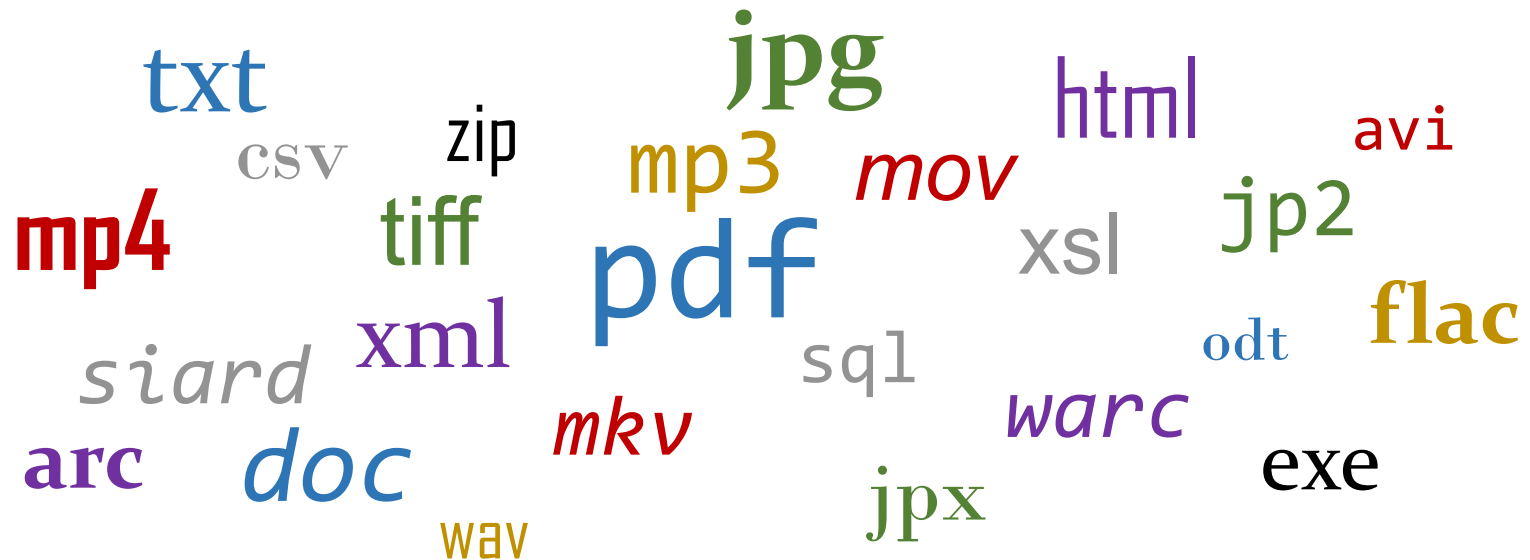 jpg
txt
html
zip
avi
csv
mp3
mov
mp4
tiff
jp2
pdf
xsl
flac
xml
odt
siard
sql
mkv
warc
arc
doc
exe
jpx
wav